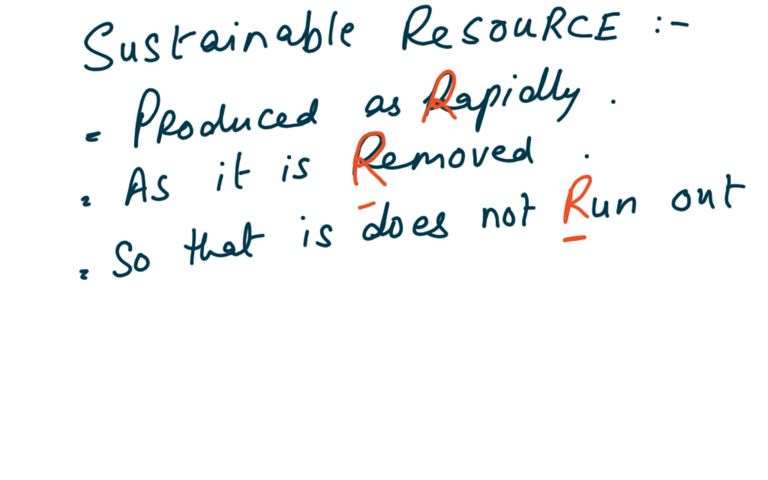 Sustainable ResouRCE :-
- PRoduced as Rapidly .
- As it is Removed .
- So that is does not Run out